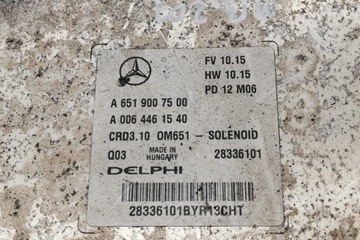 FV 10.15
HW 10.15
PD 12 M06
A 651 900 75 00
A 006 446 15 40
CRD3.10 OM651 - SOLENOID
Q03 MADE IN HUNGARY 28336101
DELPHI
28336101BYR13CHT